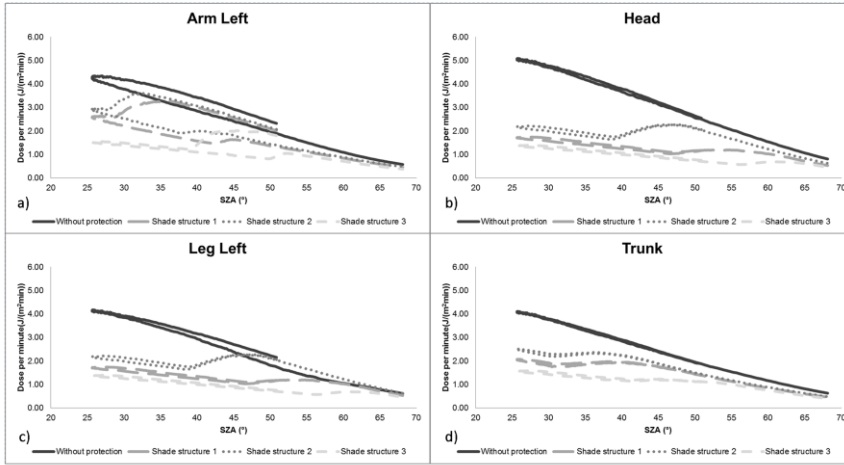 Arm Left
Dose per minute (J/(m²min))
6.00
5.00
4.00
3.00
2.00
1.00
0.00
20 25 30 35 40 45 50 55 60 65 70
SZA (°)
a)
Without protection Shade structure 1 Shade structure 2 Shade structure 3
Head
Dose per minute (J/(m²min))
6.00
5.00
4.00
3.00
2.00
1.00
0.00
20 25 30 35 40 45 50 55 60 65 70
SZA (°)
b)
Without protection Shade structure 1 Shade structure 2 Shade structure 3
Leg Left
Dose per minute(J/(m²min))
6.00
5.00
4.00
3.00
2.00
1.00
0.00
20 25 30 35 40 45 50 55 60 65 70
SZA (°)
c)
Without protection Shade structure 1 Shade structure 2 Shade structure 3
Trunk
Dose per minute(J/(m²min))
6.00
5.00
4.00
3.00
2.00
1.00
0.00
20 25 30 35 40 45 50 55 60 65 70
SZA (°)
d)
Without protection Shade structure 1 Shade structure 2 Shade structure 3